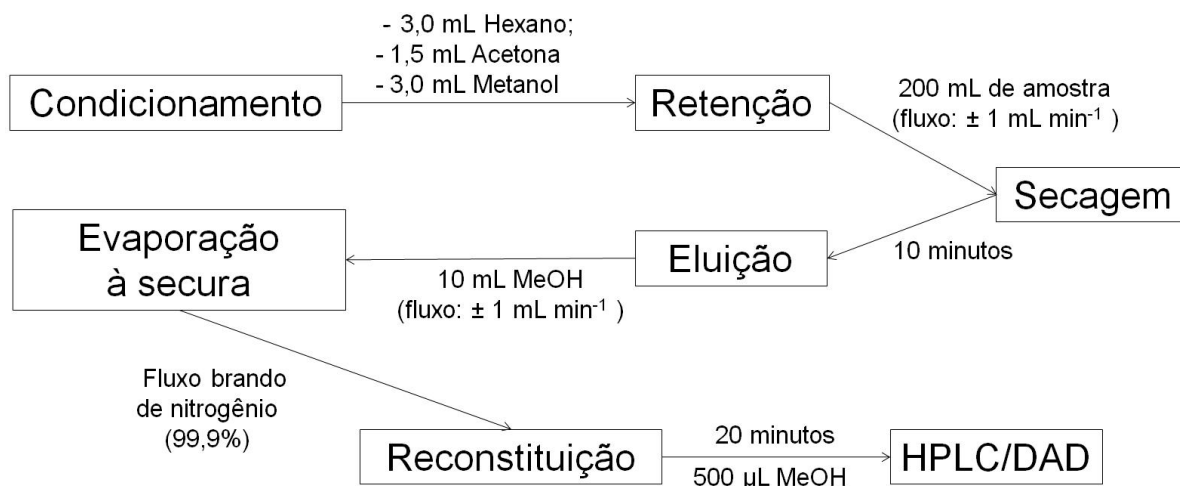 - 3,0 mL Hexano;
- 1,5 mL Acetona
- 3,0 mL Metanol
Condicionamento
Retenção
200 mL de amostra
(fluxo: ± 1 mL min⁻¹ )
Secagem
10 minutos
Eluição
10 mL MeOH
(fluxo: ± 1 mL min⁻¹ )
Evaporação
à secura
Fluxo brando
de nitrogênio
(99,9%)
Reconstituição
20 minutos
500 µL MeOH
HPLC/DAD